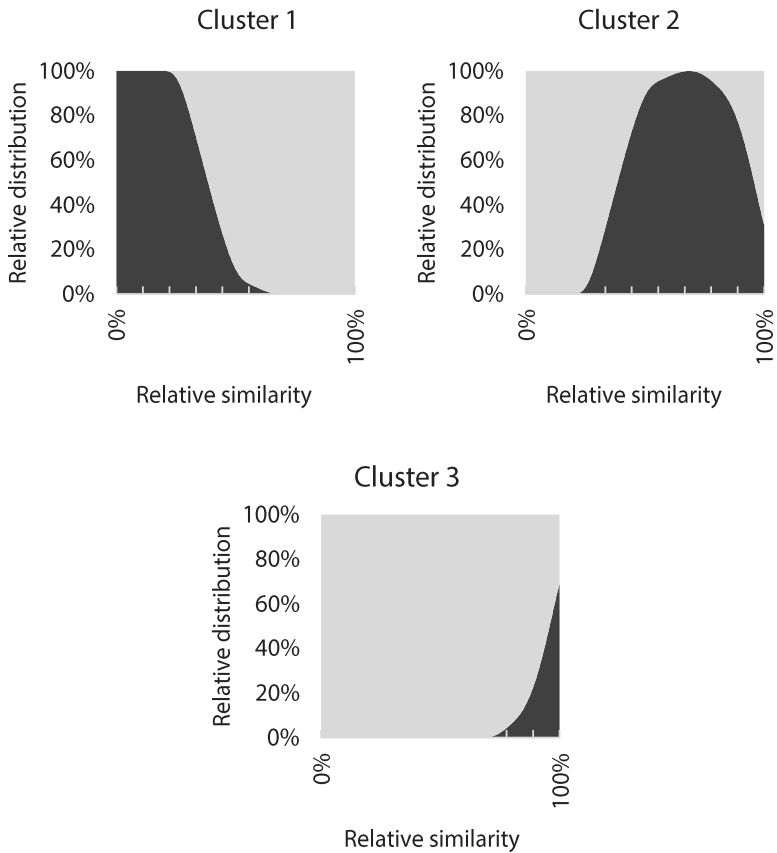 Cluster 1
Relative distribution
100%
80%
60%
40%
20%
0%
0%
100%
Relative similarity
Cluster 2
Relative distribution
100%
80%
60%
40%
20%
0%
0%
100%
Relative similarity
Cluster 3
Relative distribution
100%
80%
60%
40%
20%
0%
0%
100%
Relative similarity